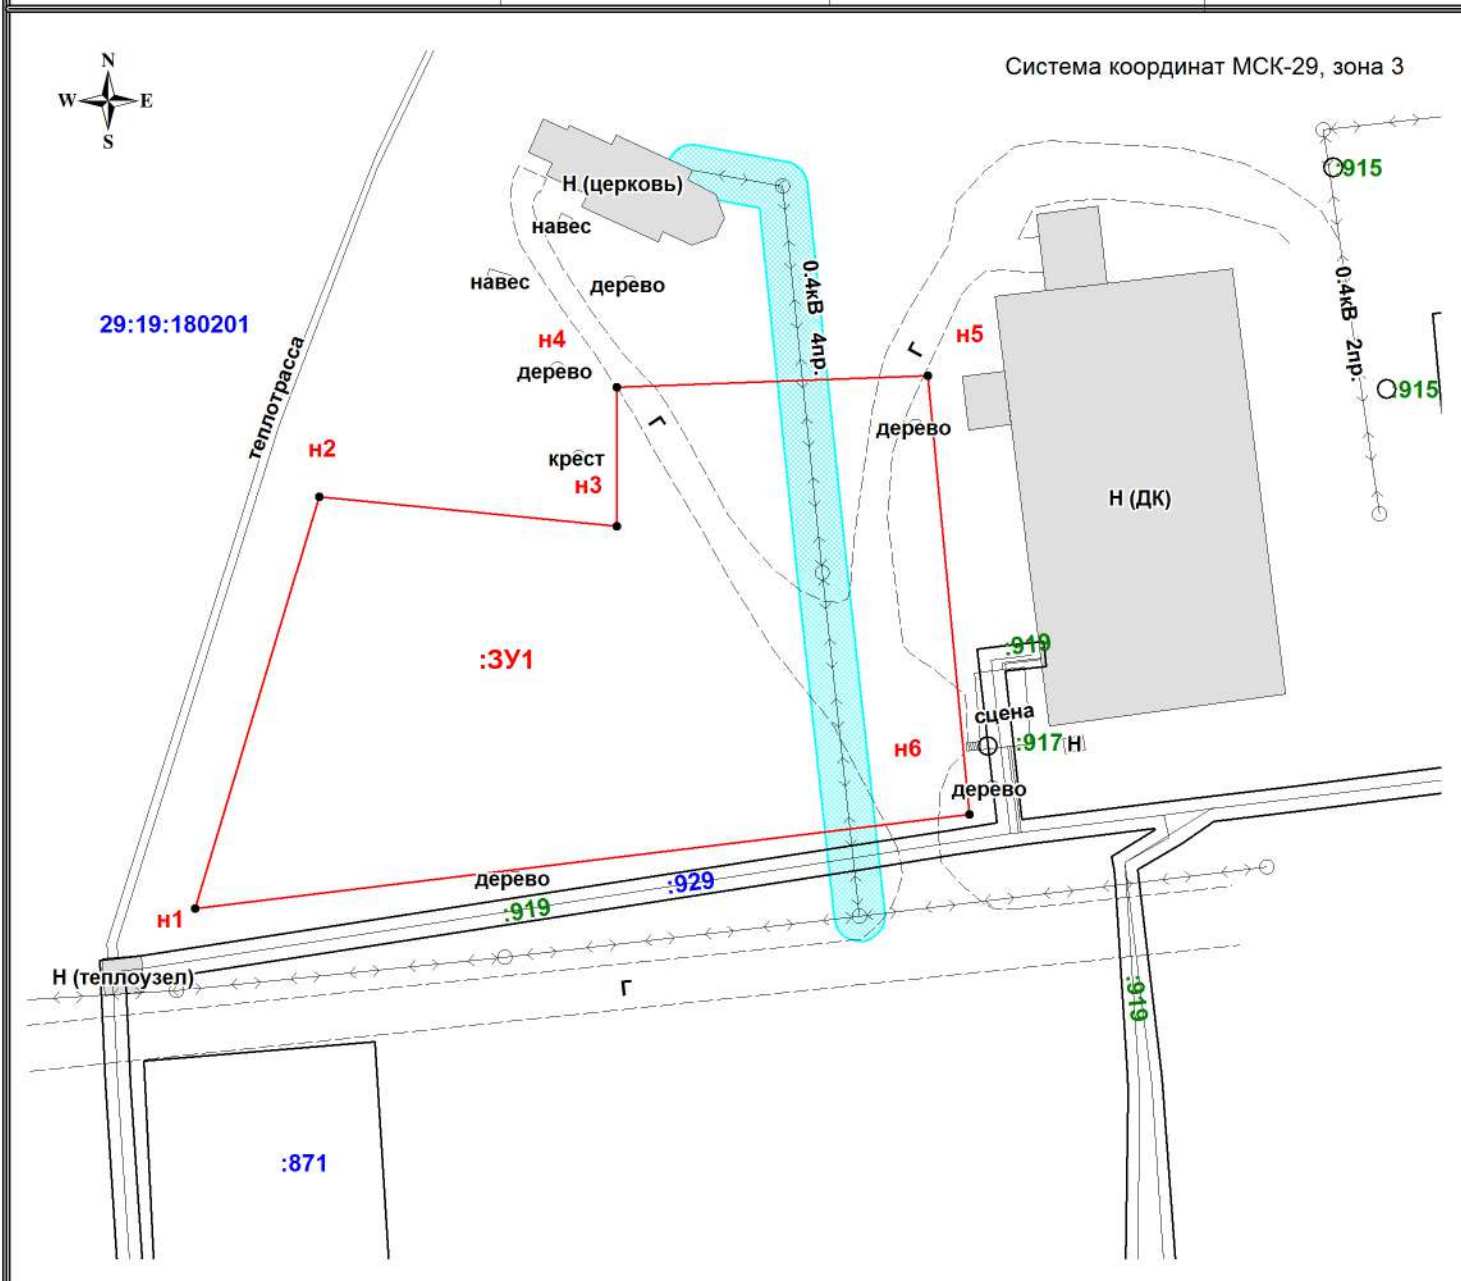 N
Система координат МСК-29, зона 3
W E
S
:915
Н (церковь)
навес
навес
дерево
0.4кВ 4пр.
0.4кВ 2пр.
29:19:180201
н4
н5
Г
теплотрасса
дерево
:915
Г
дерево
н2
крест
н3
Н (ДК)
:ЗУ1
:919
сцена
н6
:917
Н
дерево
дерево
:929
:919
н1
Н (теплоузел)
Г
:919
:871